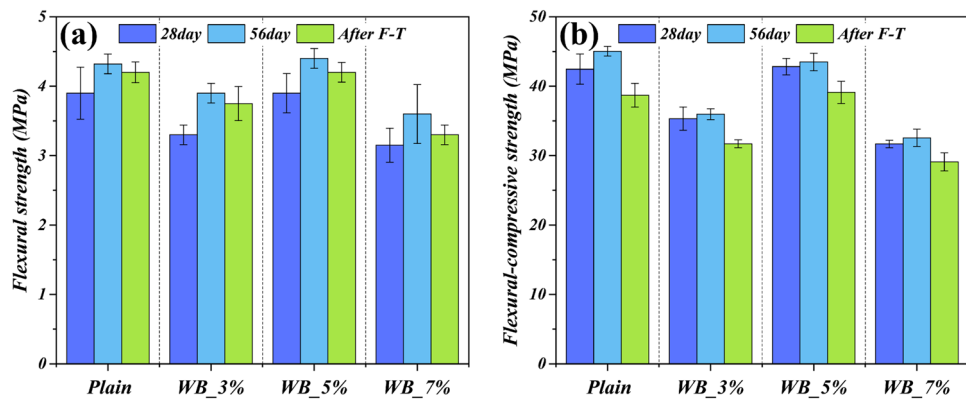 (a)
28day 56day After F-T
Flexural strength (MPa)
5
4
3
2
1
0
Plain WB_3% WB_5% WB_7%
(b)
28day 56day After F-T
Flexural-compressive strength (MPa)
50
40
30
20
10
0
Plain WB_3% WB_5% WB_7%